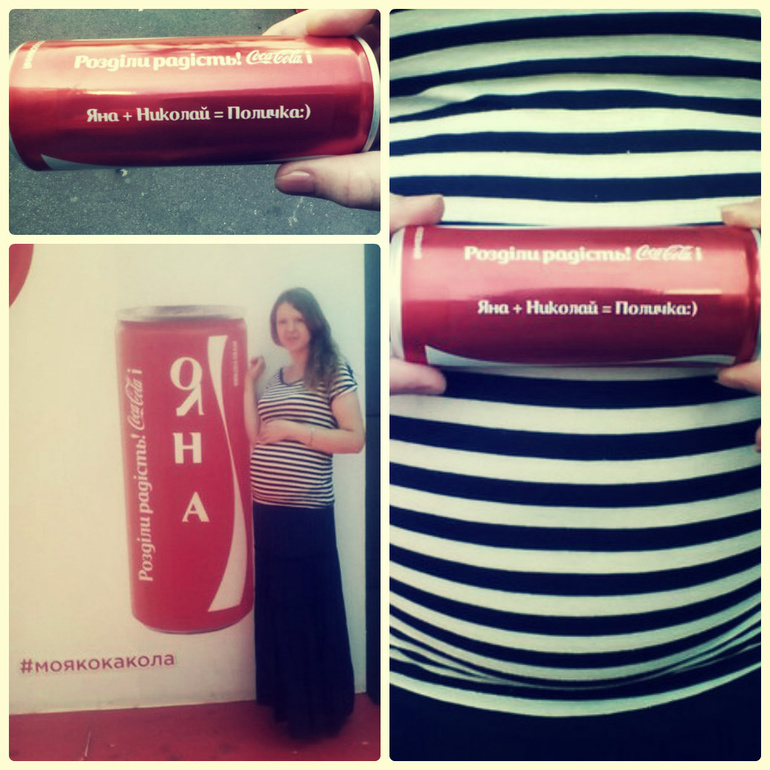 Розділи радість! Coca-Cola і
Яна + Николай = Поличка:)
Розділи радість! Coca-Cola і
Яна + Николай = Поличка:)
Розділи радість! Coca-Cola і
ОЯ
Н
А
#моякокакола